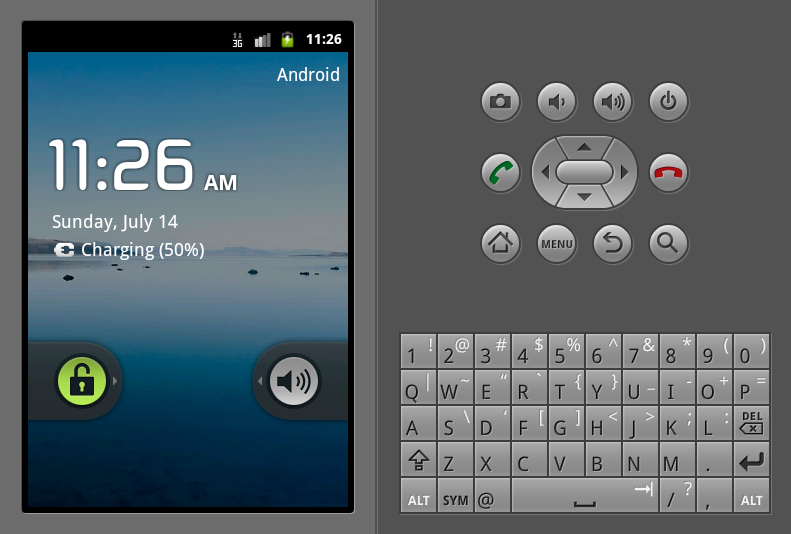 3G 11:26
Android
11:26 AM
Sunday, July 14
Charging (50%)
MENU
1 ! 2 @ 3 # 4 $ 5 % 6 ^ 7 & 8 * 9 ( 0 )
Q | W ~ E " R ` T { Y } U _ I - O + P =
A S \ D ' F [ G ] H < J > K ; L : DEL
Z X C V B N M .
ALT SYM @ / ? , ALT